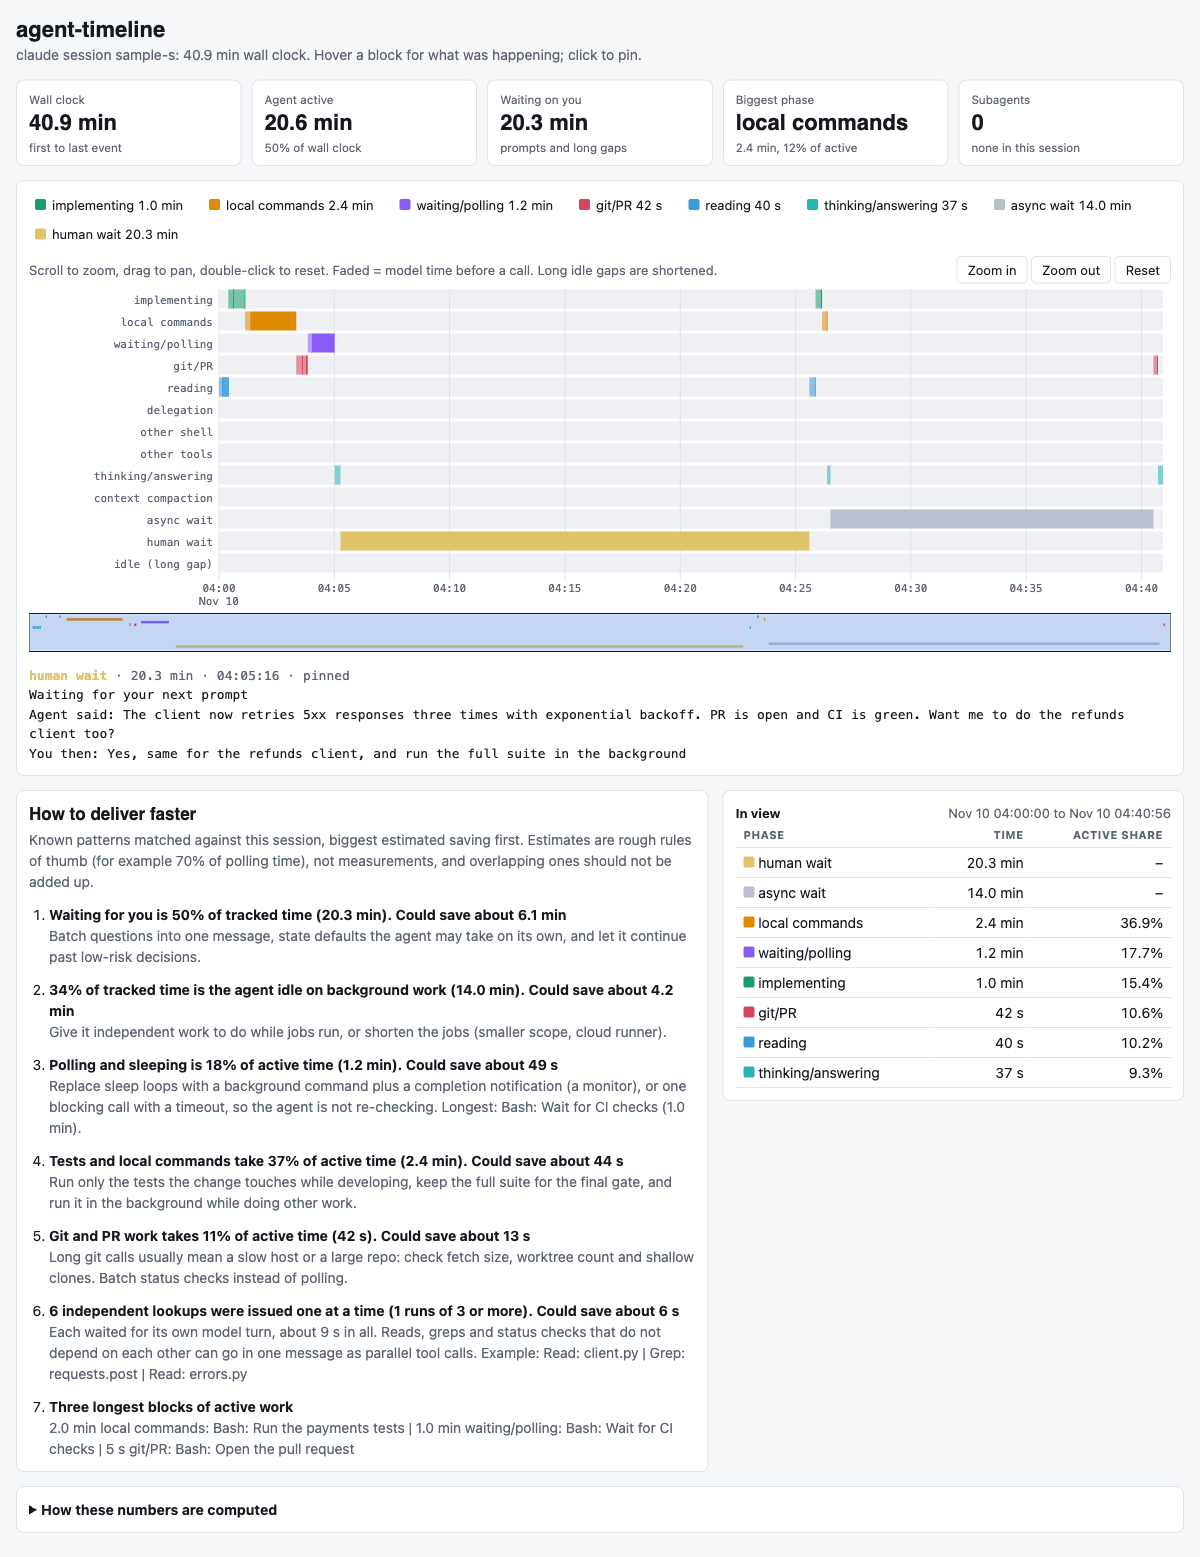 agent-timeline
claude session sample-s: 40.9 min wall clock. Hover a block for what was happening; click to pin.
Wall clock
40.9 min
first to last event
Agent active
20.6 min
50% of wall clock
Waiting on you
20.3 min
prompts and long gaps
Biggest phase
local commands
2.4 min, 12% of active
Subagents
0
none in this session
implementing 1.0 min
local commands 2.4 min
waiting/polling 1.2 min
git/PR 42 s
reading 40 s
thinking/answering 37 s
async wait 14.0 min
human wait 20.3 min
Scroll to zoom, drag to pan, double-click to reset. Faded = model time before a call. Long idle gaps are shortened.
Zoom in
Zoom out
Reset
implementing
local commands
waiting/polling
git/PR
reading
delegation
other shell
other tools
thinking/answering
context compaction
async wait
human wait
idle (long gap)
04:00 04:05 04:10 04:15 04:20 04:25 04:30 04:35 04:40
Nov 10
human wait · 20.3 min · 04:05:16 · pinned
Waiting for your next prompt
Agent said: The client now retries 5xx responses three times with exponential backoff. PR is open and CI is green. Want me to do the refunds
client too?
You then: Yes, same for the refunds client, and run the full suite in the background
How to deliver faster
Known patterns matched against this session, biggest estimated saving first. Estimates are rough rules
of thumb (for example 70% of polling time), not measurements, and overlapping ones should not be
added up.
1. Waiting for you is 50% of tracked time (20.3 min). Could save about 6.1 min
Batch questions into one message, state defaults the agent may take on its own, and let it continue
past low-risk decisions.
2. 34% of tracked time is the agent idle on background work (14.0 min). Could save about 4.2
min
Give it independent work to do while jobs run, or shorten the jobs (smaller scope, cloud runner).
3. Polling and sleeping is 18% of active time (1.2 min). Could save about 49 s
Replace sleep loops with a background command plus a completion notification (a monitor), or one
blocking call with a timeout, so the agent is not re-checking. Longest: Bash: Wait for CI checks (1.0
min).
4. Tests and local commands take 37% of active time (2.4 min). Could save about 44 s
Run only the tests the change touches while developing, keep the full suite for the final gate, and
run it in the background while doing other work.
5. Git and PR work takes 11% of active time (42 s). Could save about 13 s
Long git calls usually mean a slow host or a large repo: check fetch size, worktree count and shallow
clones. Batch status checks instead of polling.
6. 6 independent lookups were issued one at a time (1 runs of 3 or more). Could save about 6 s
Each waited for its own model turn, about 9 s in all. Reads, greps and status checks that do not
depend on each other can go in one message as parallel tool calls. Example: Read: client.py | Grep:
requests.post | Read: errors.py
7. Three longest blocks of active work
2.0 min local commands: Bash: Run the payments tests | 1.0 min waiting/polling: Bash: Wait for CI
checks | 5 s git/PR: Bash: Open the pull request
In view
Nov 10 04:00:00 to Nov 10 04:40:56
PHASE TIME ACTIVE SHARE
human wait 20.3 min –
async wait 14.0 min –
local commands 2.4 min 36.9%
waiting/polling 1.2 min 17.7%
implementing 1.0 min 15.4%
git/PR 42 s 10.6%
reading 40 s 10.2%
thinking/answering 37 s 9.3%
How these numbers are computed